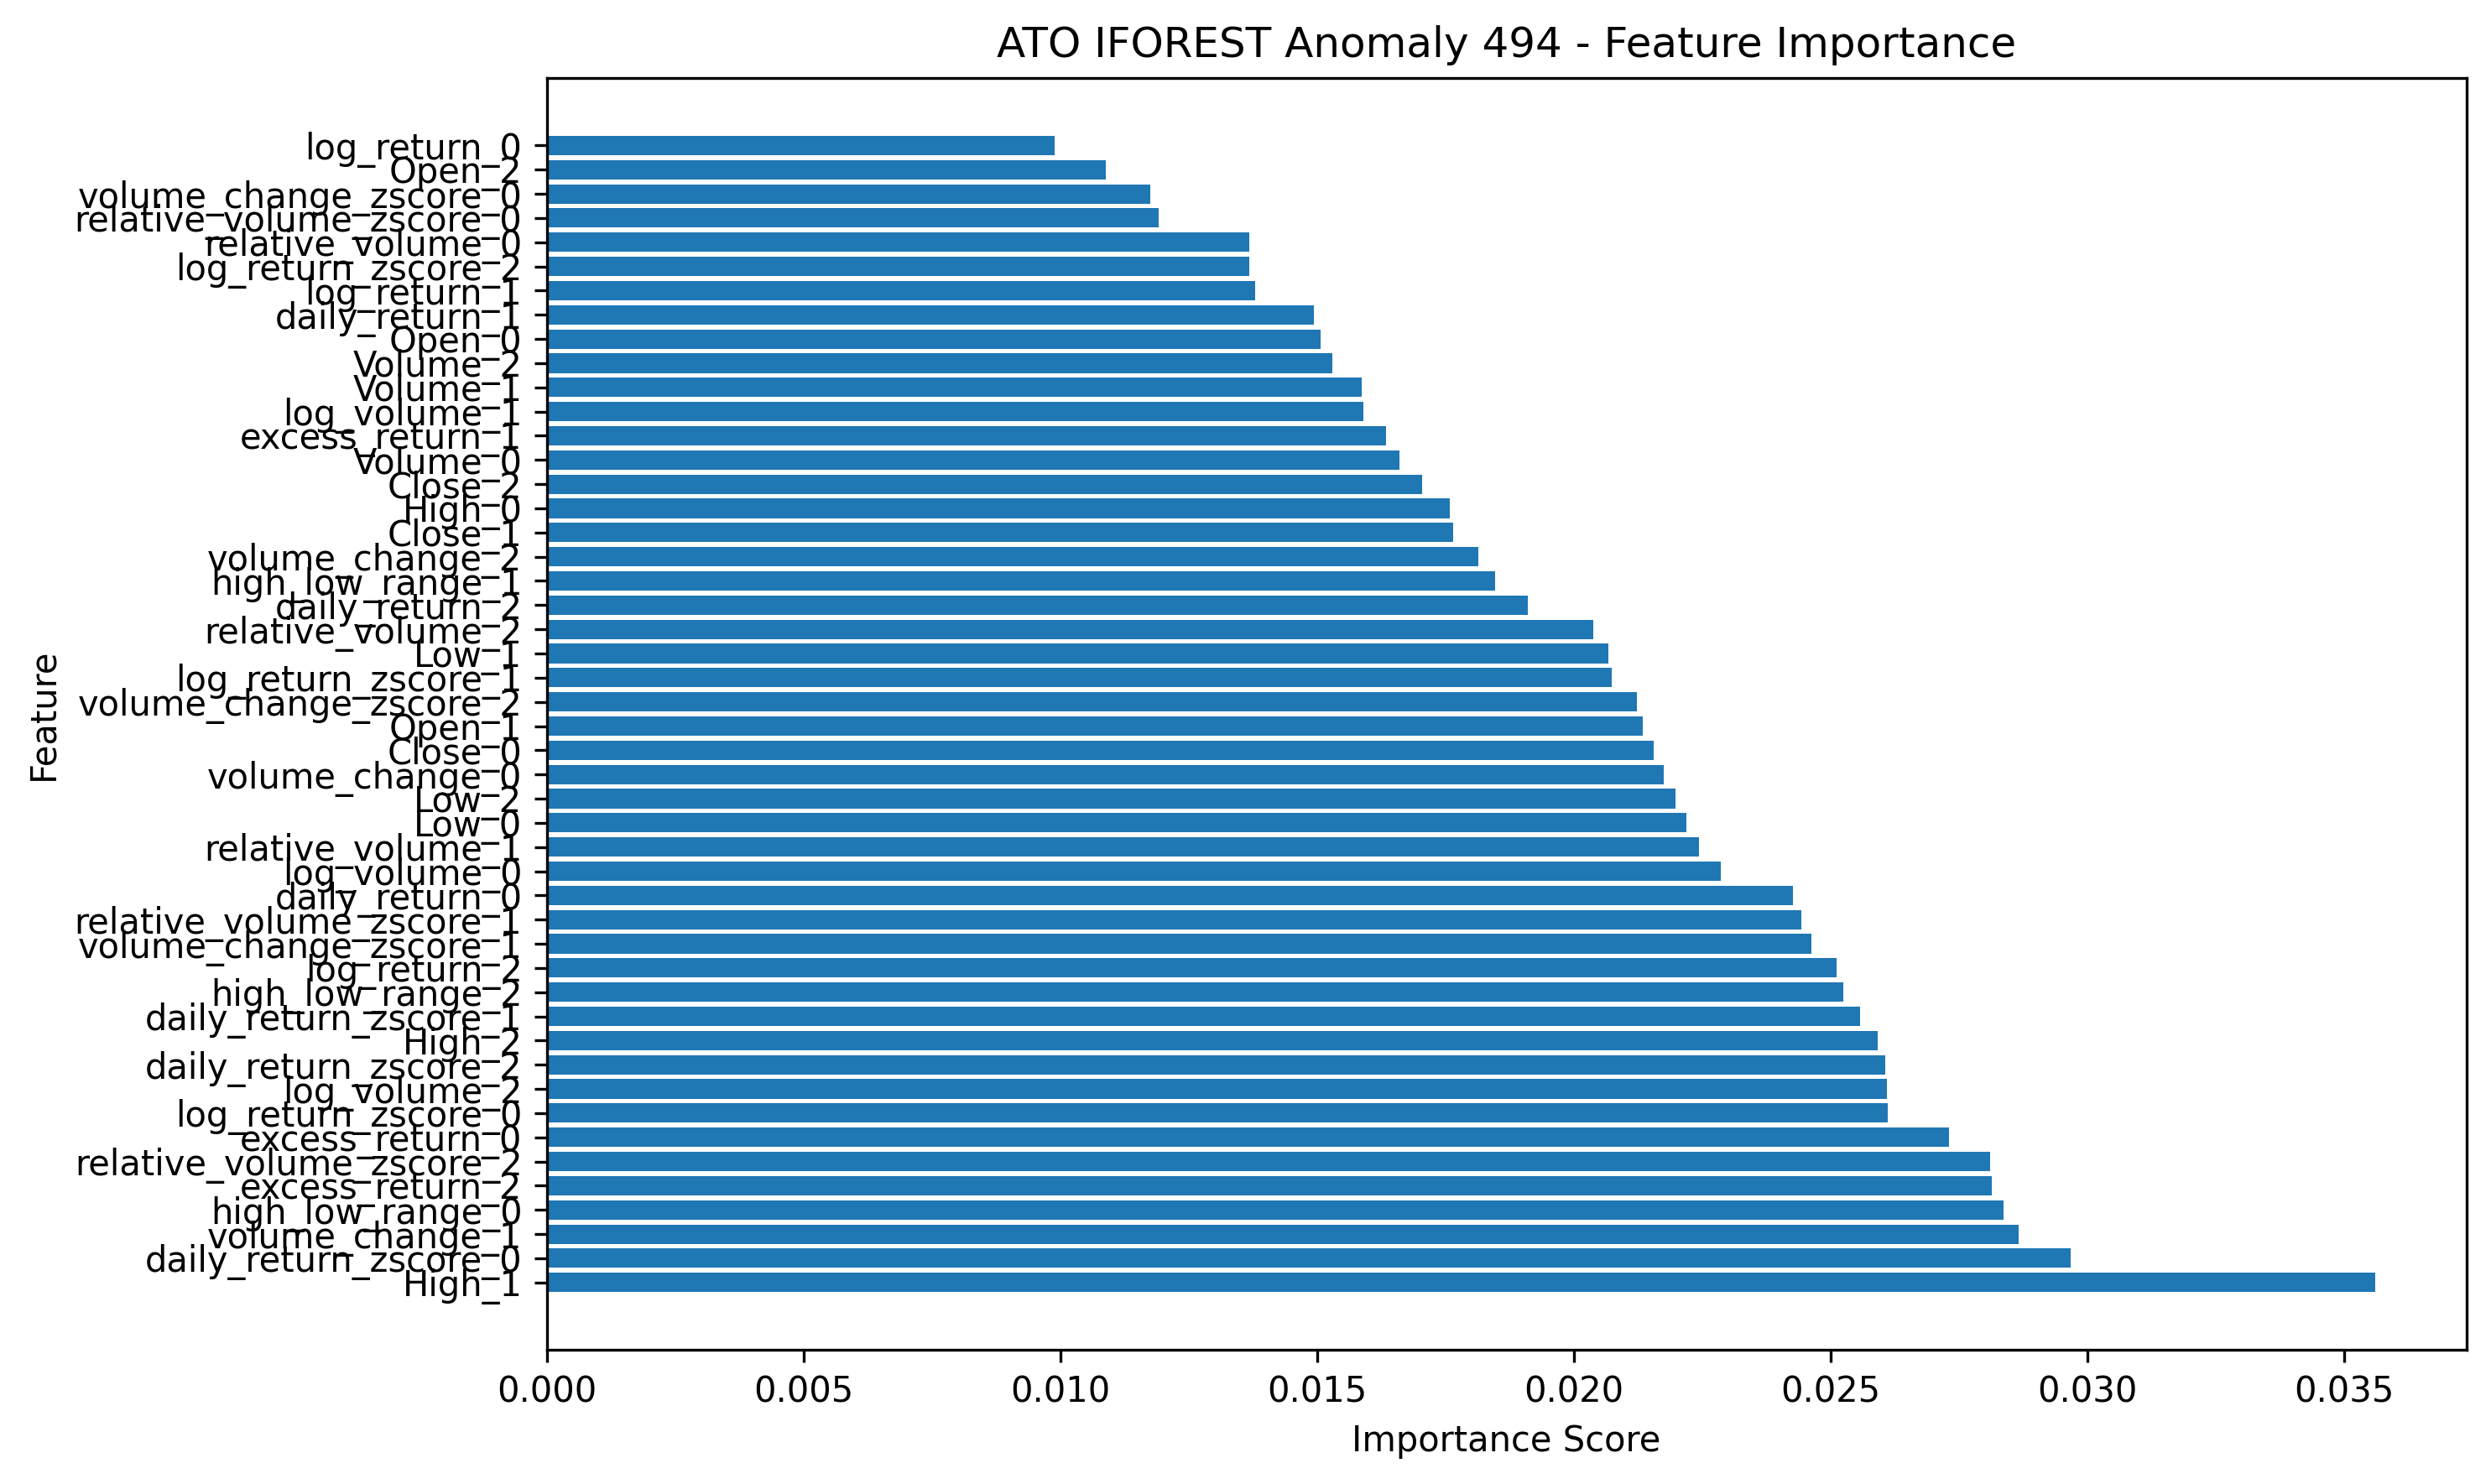 ATO IFOREST Anomaly 494 - Feature Importance
log_return_0
Open_2
volume_change_zscore_0
relative_volume_zscore_0
relative_volume_0
log_return_zscore_2
log_return_1
daily_return_1
Open_0
Volume_2
Volume_1
log_volume_1
excess_return_1
Volume_0
Close_2
High_0
Close_1
volume_change_2
high_low_range_1
daily_return_2
relative_volume_2
Low_1
log_return_zscore_1
volume_change_zscore_2
Open_1
Close_0
volume_change_0
Low_2
Low_0
relative_volume_1
log_volume_0
daily_return_0
relative_volume_zscore_1
volume_change_zscore_1
log_return_2
high_low_range_2
daily_return_zscore_1
High_2
daily_return_zscore_2
log_volume_2
log_return_zscore_0
excess_return_0
relative_volume_zscore_2
excess_return_2
high_low_range_0
volume_change_1
daily_return_zscore_0
High_1
Feature
0.000 0.005 0.010 0.015 0.020 0.025 0.030 0.035
Importance Score